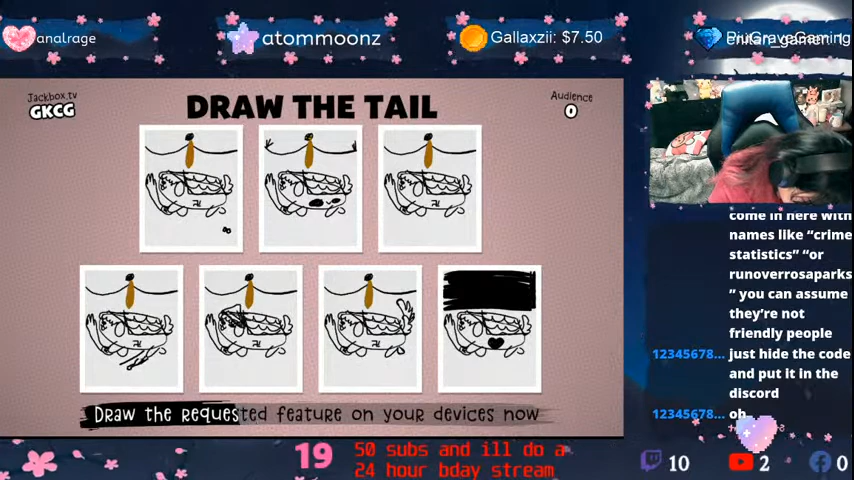 analrage
atommoonz
Gallaxzii: $7.50
PiuGraveGaming
Jackbox.tv
GKCG
DRAW THE TAIL
Audience
0
come in here with
names like “crime
statistics” “or
runoverrosaparks
” you can assume
they’re not
friendly people
12345678... just hide the code
and put it in the
discord
12345678... oh
Draw the requested feature on your devices now
19
50 subs and ill do a
24 hour bday stream
10
2
0